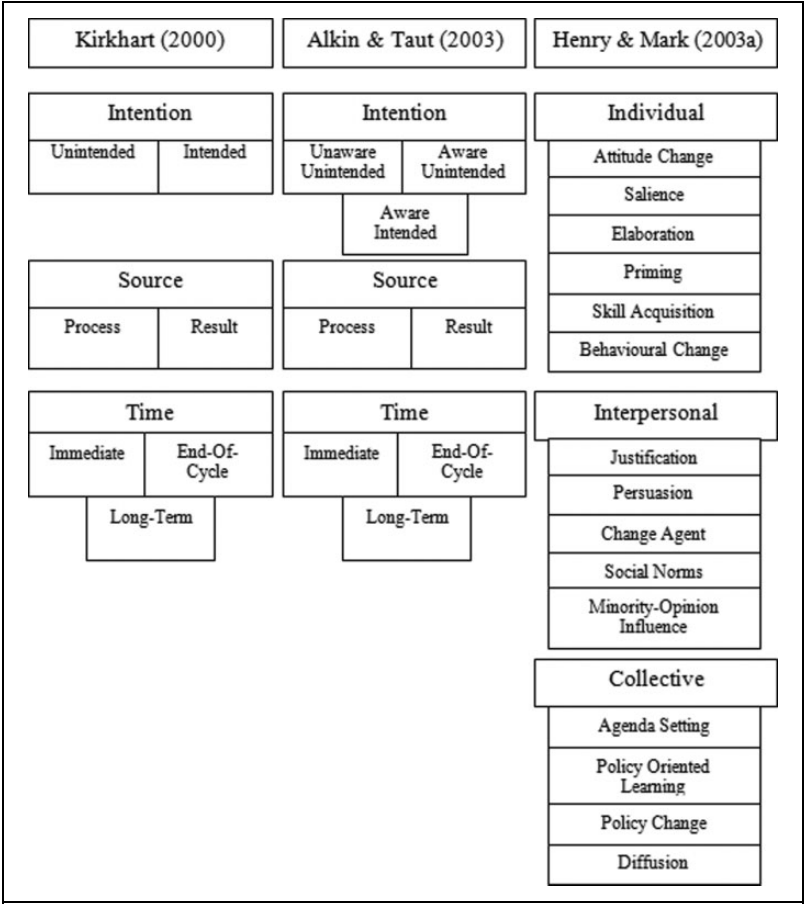 Kirkhart (2000)
Alkin & Taut (2003)
Henry & Mark (2003a)
Intention
Unintended
Intended
Source
Process
Result
Time
Immediate
End-Of-
Cycle
Long-Term
Intention
Unaware
Unintended
Aware
Unintended
Aware
Intended
Source
Process
Result
Time
Immediate
End-Of-
Cycle
Long-Term
Individual
Attitude Change
Salience
Elaboration
Priming
Skill Acquisition
Behavioural Change
Interpersonal
Justification
Persuasion
Change Agent
Social Norms
Minority-Opinion
Influence
Collective
Agenda Setting
Policy Oriented
Learning
Policy Change
Diffusion